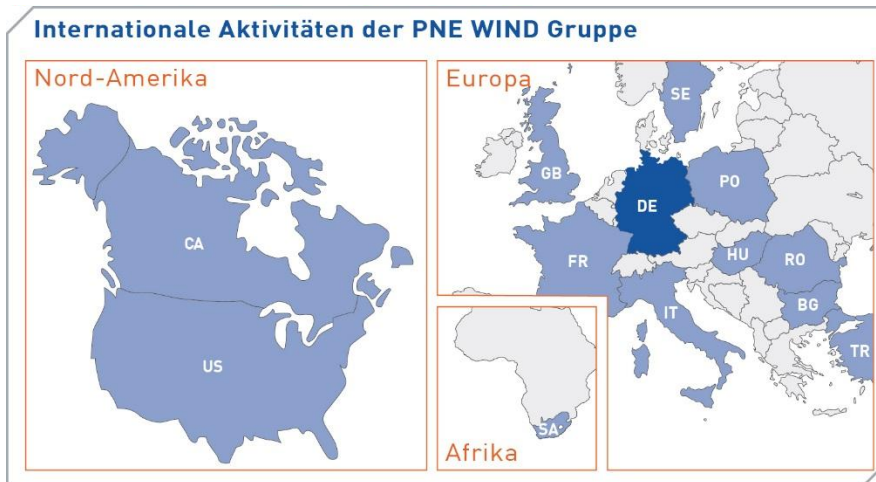 Internationale Aktivitäten der PNE WIND Gruppe
Nord-Amerika
CA
US
Europa
SE
GB
DE
PO
FR
HU
RO
IT
BG
TR
SA
Afrika